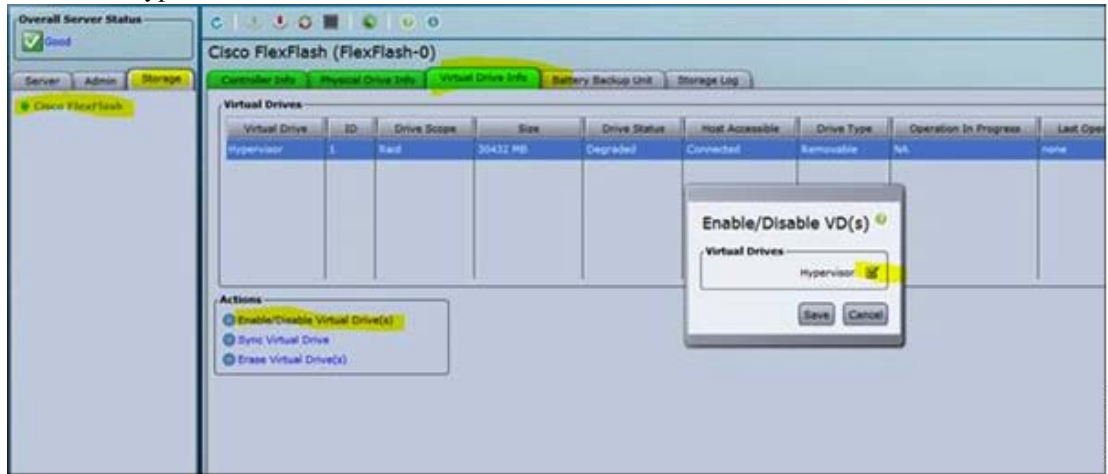 Overall Server Status
Good
Server Admin Storage
Cisco FlexFlash
Cisco FlexFlash (FlexFlash-0)
Controller Info Physical Drive Info Virtual Drive Info Battery Backup Unit Storage Log
Virtual Drives
Virtual Drive ID Drive Scope Size Drive Status Host Accessible Drive Type Operation In Progress Last Oper
Hypervisor 1 Raid 30432 MB Degraded Connected Removable NA none
Enable/Disable VD(s)
Virtual Drives
Hypervisor
Save Cancel
Actions
Enable/Disable Virtual Drive(s)
Sync Virtual Drive
Erase Virtual Drive(s)